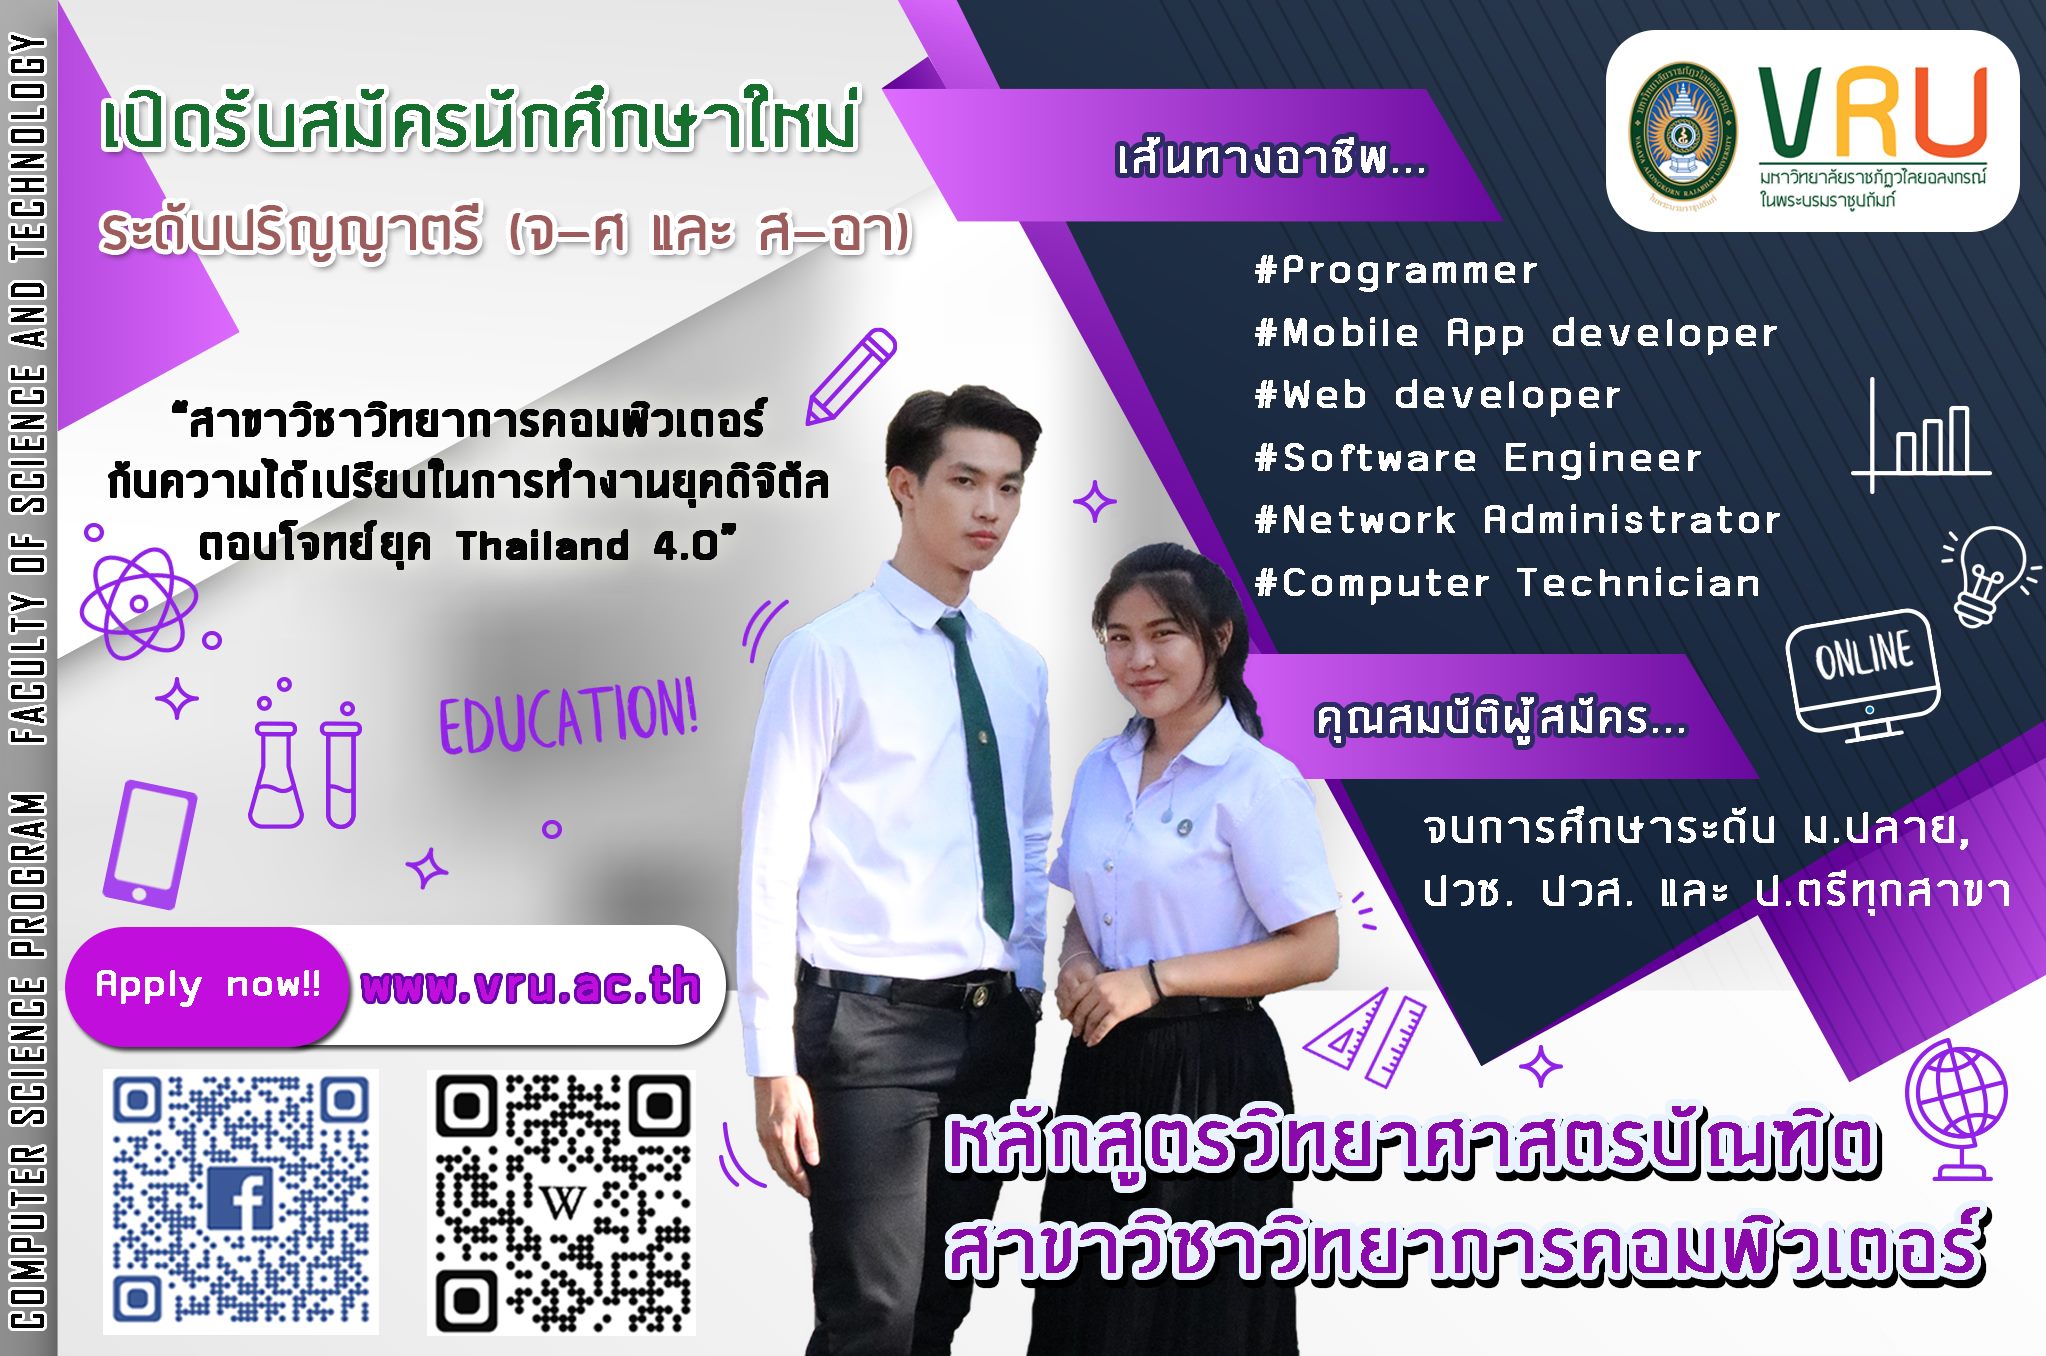 COMPUTER SCIENCE PROGRAM FACULTY OF SCIENCE AND TECHNOLOGY
เปิดรับสมัครนักศึกษาใหม่
ระดับปริญญาตรี (จ-ศ และ ส-อา)
"สาขาวิชาวิทยาการคอมพิวเตอร์
กับความได้เปรียบในการทำงานยุคดิจิตัล
ตอบโจทย์ยุค Thailand 4.0"
EDUCATION!
Apply now!! www.vru.ac.th
f
W
เส้นทางอาชีพ...
VRU
มหาวิทยาลัยราชภัฏวไลยอลงกรณ์
ในพระบรมราชูปถัมภ์
VALAYA ALONGKORN RAJABHAT UNIVERSITY
#Programmer
#Mobile App developer
#Web developer
#Software Engineer
#Network Administrator
#Computer Technician
ONLINE
คุณสมบัติผู้สมัคร...
จบการศึกษาระดับ ม.ปลาย,
ปวช. ปวส. และ ป.ตรีทุกสาขา
หลักสูตรวิทยาศาสตรบัณฑิต
สาขาวิชาวิทยาการคอมพิวเตอร์